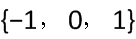 {−1, 0, 1}